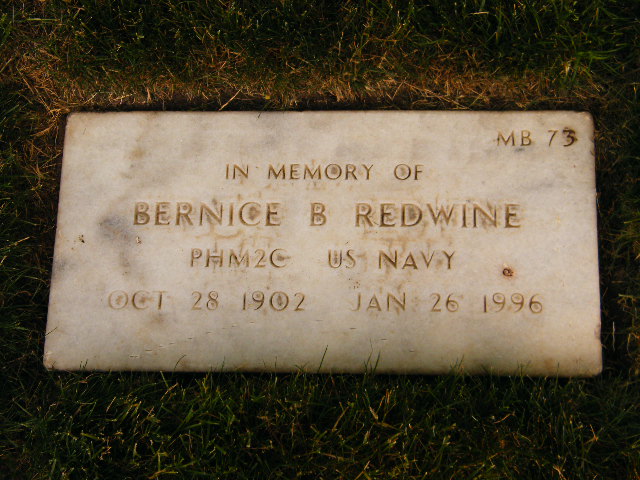 MB 73
IN MEMORY OF
BERNICE B REDWINE
PHM2C US NAVY
OCT 28 1902 JAN 26 1996